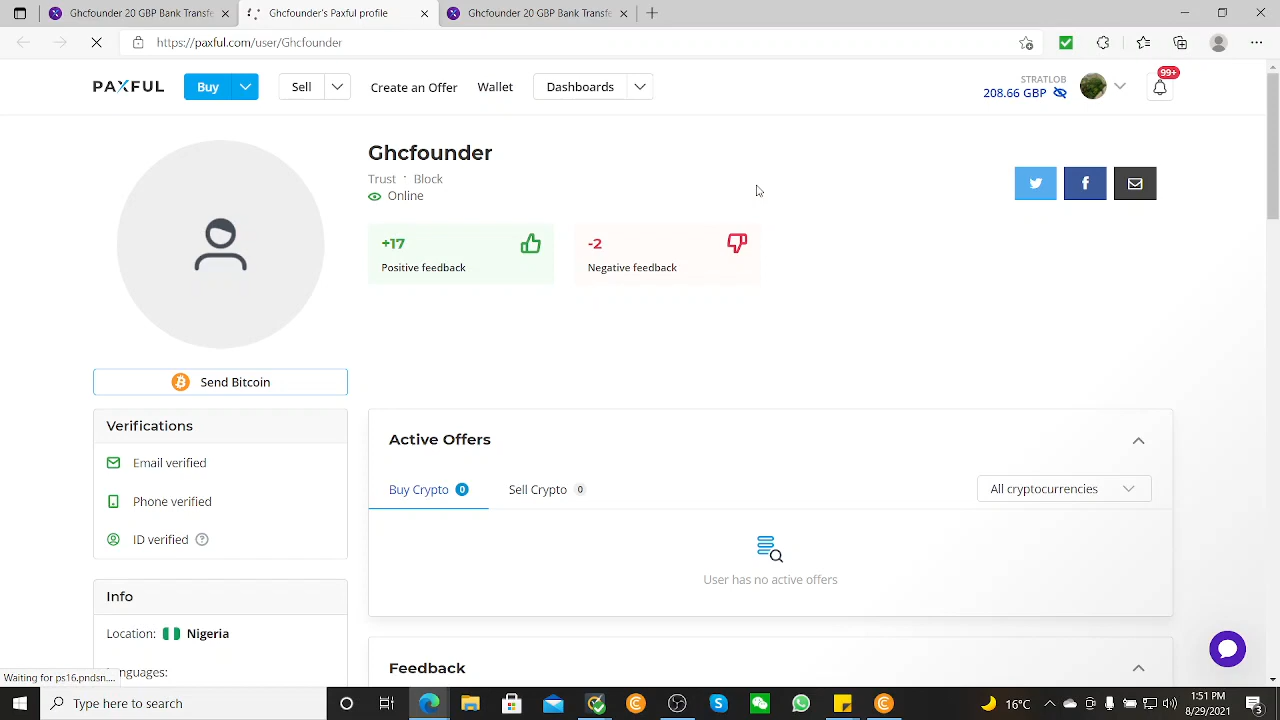 Ghcfounder 20 GBP Bank Transfe
Ghcfounder's Paxful profile
Ghcfounder 20 GBP Bank Transfe
https://paxful.com/user/Ghcfounder
PAXFUL
Buy
Sell
Create an Offer
Wallet
Dashboards
STRATLOB
208.66 GBP
99+
Ghcfounder
Trust · Block
Online
+17
Positive feedback
-2
Negative feedback
Send Bitcoin
Verifications
Email verified
Phone verified
ID verified ?
Info
Location: Nigeria
Active Offers
Buy Crypto 0
Sell Crypto 0
All cryptocurrencies
User has no active offers
Feedback
Waiting for ps16.pndsn....
Type here to search
16°C
1:51 PM
8/29/2021
3